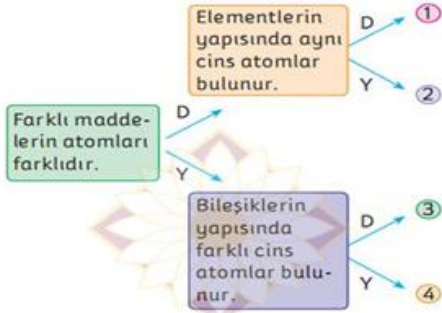 Elementlerin
yapısında aynı
cins atomlar
bulunur.
D
1
Y
2
Farklı madde-
lerin atomları
farklıdır.
D
Y
Bileşiklerin
yapısında
farklı cins
atomlar bulu-
nur.
D
3
Y
4